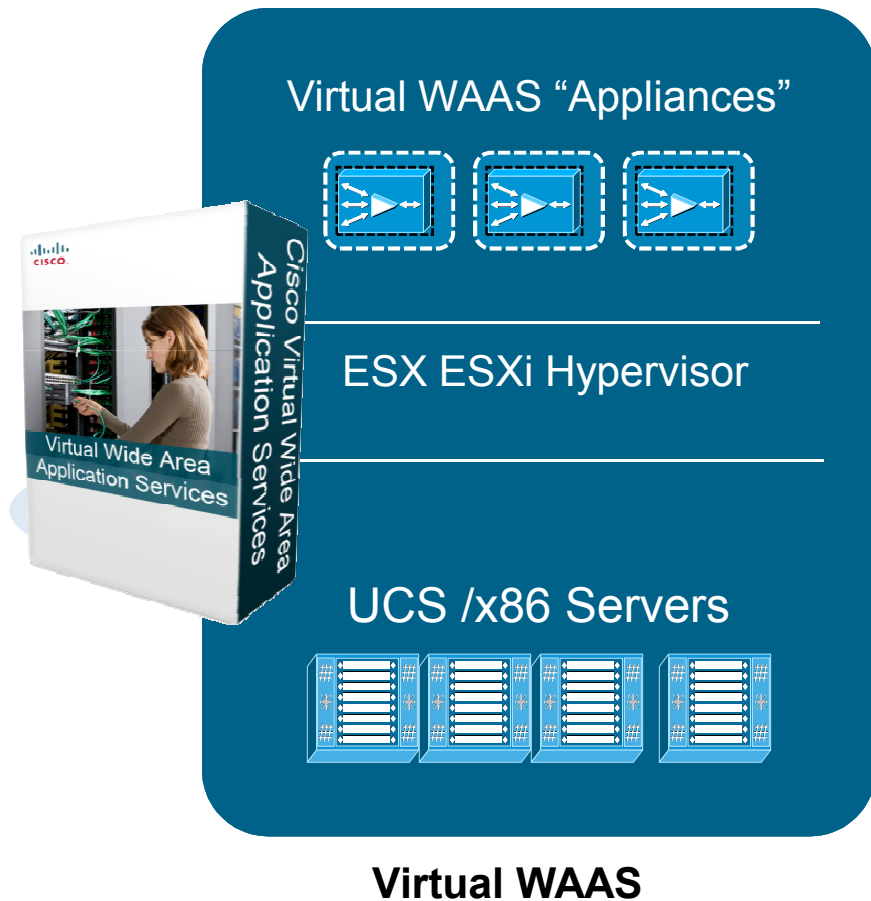 Virtual WAAS “Appliances”
CISCO.
Virtual Wide Area
Application Services
Cisco Virtual Wide Area
Application Services
ESX ESXi Hypervisor
UCS /x86 Servers
Virtual WAAS